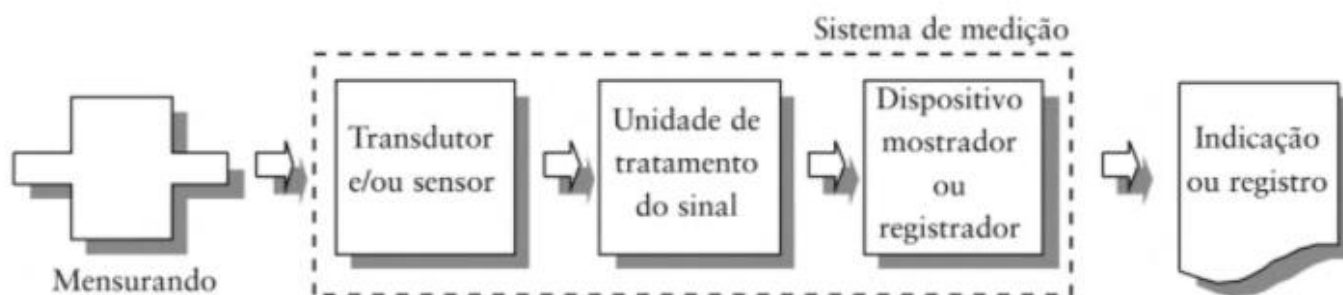 Sistema de medição
Mensurando
Transdutor
e/ou sensor
Unidade de
tratamento
do sinal
Dispositivo
mostrador
ou
registrador
Indicação
ou registro